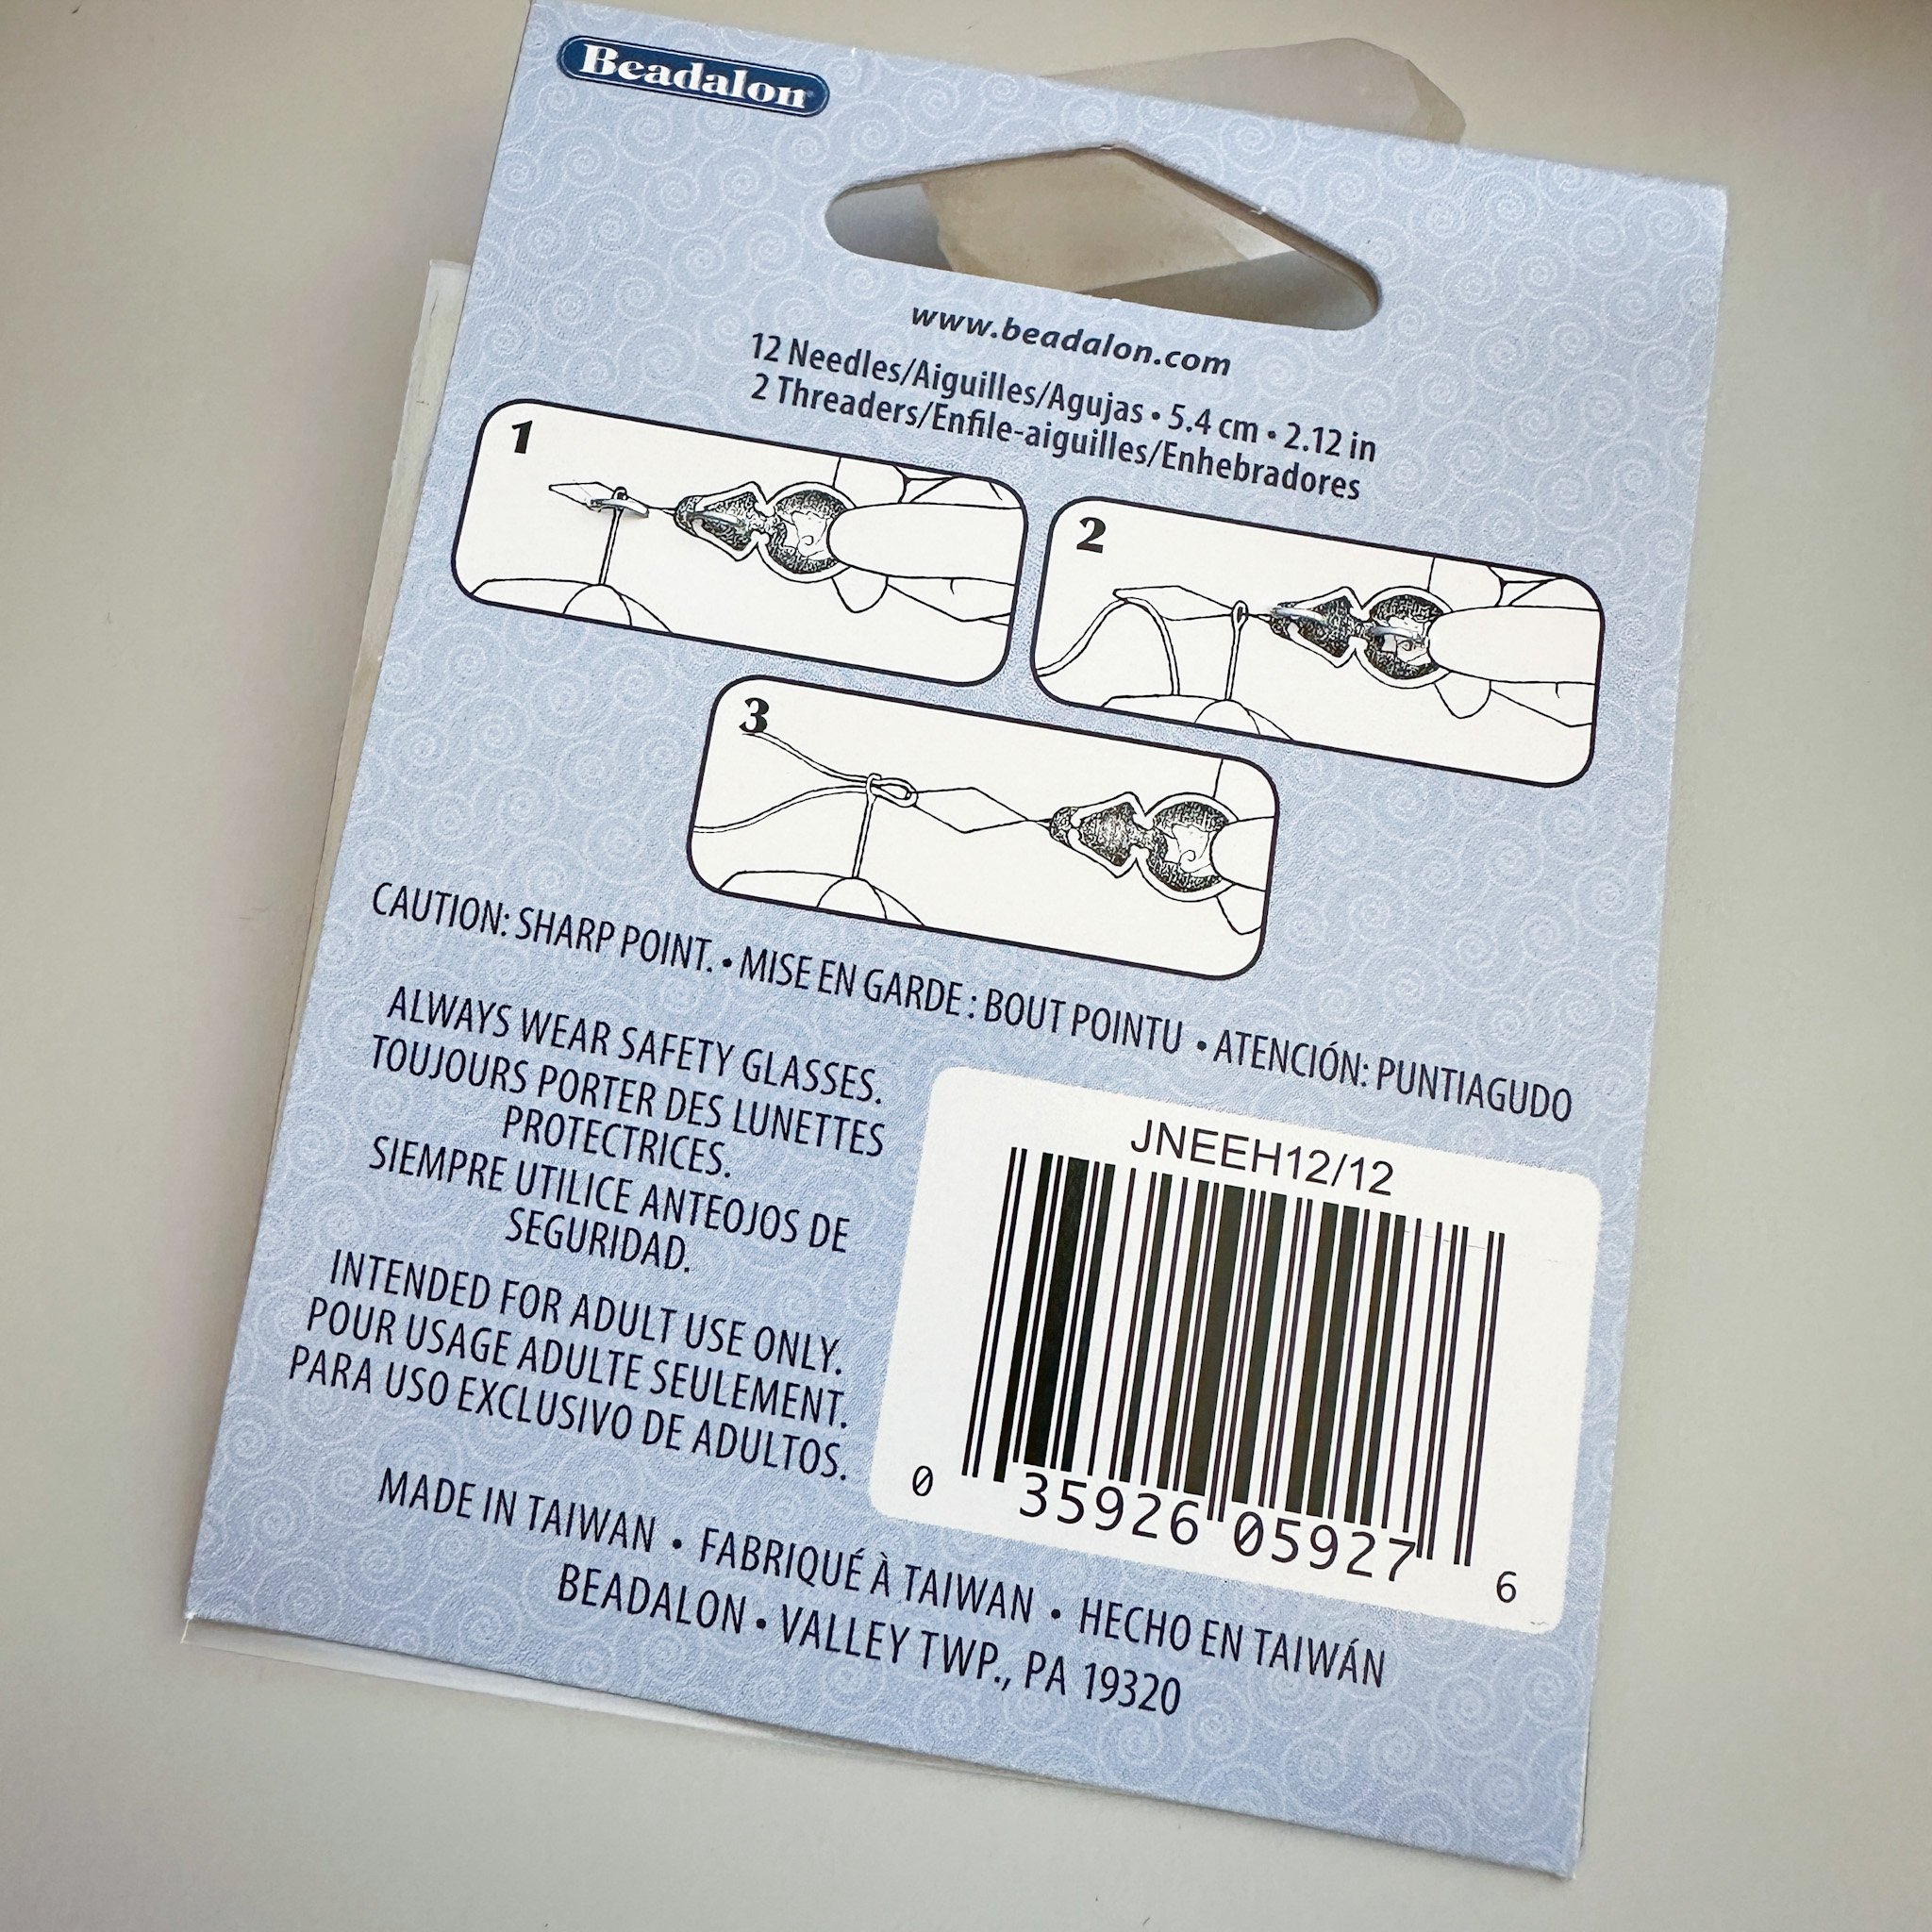 Beadalon
www.beadalon.com
12 Needles/Aiguilles/Agujas • 5.4 cm • 2.12 in
2 Threaders/Enfile-aiguilles/Enhebradores
1
2
3
CAUTION: SHARP POINT. • MISE EN GARDE : BOUT POINTU • ATENCIÓN: PUNTIAGUDO
ALWAYS WEAR SAFETY GLASSES.
TOUJOURS PORTER DES LUNETTES
PROTECTRICES.
SIEMPRE UTILICE ANTEOJOS DE
SEGURIDAD.
INTENDED FOR ADULT USE ONLY.
POUR USAGE ADULTE SEULEMENT.
PARA USO EXCLUSIVO DE ADULTOS.
JNEEH12/12
0 35926 05927 6
MADE IN TAIWAN • FABRIQUÉ À TAIWAN • HECHO EN TAIWÁN
BEADALON • VALLEY TWP., PA 19320